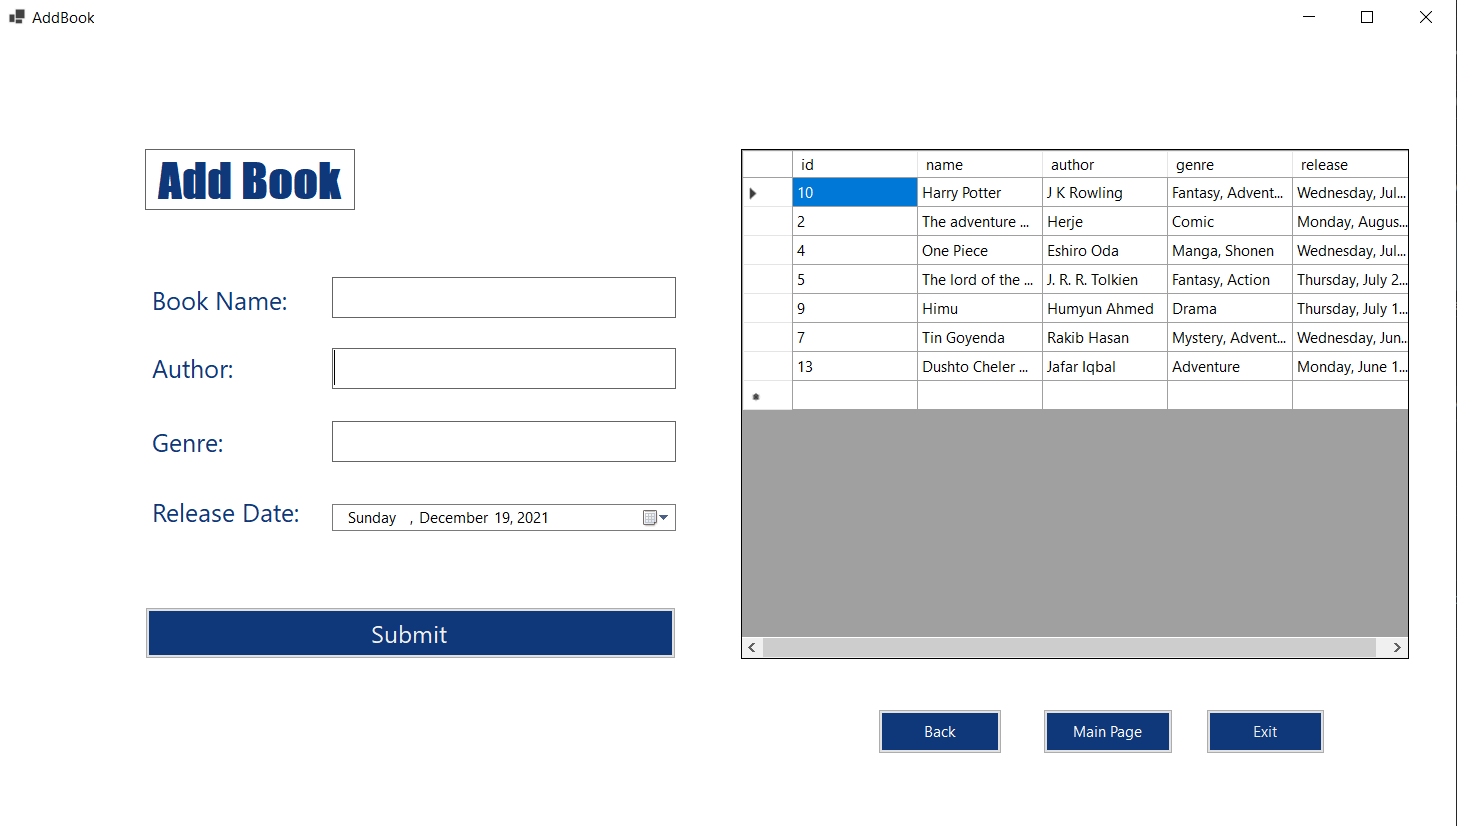 AddBook
Add Book
Book Name:
Author:
Genre:
Release Date:
Sunday , December 19, 2021
Submit
id name author genre release
10 Harry Potter J K Rowling Fantasy, Advent... Wednesday, Jul...
2 The adventure ... Herje Comic Monday, Augus...
4 One Piece Eshiro Oda Manga, Shonen Wednesday, Jul...
5 The lord of the ... J. R. R. Tolkien Fantasy, Action Thursday, July 2...
9 Himu Humyun Ahmed Drama Thursday, July 1...
7 Tin Goyenda Rakib Hasan Mystery, Advent... Wednesday, Jun...
13 Dushto Cheler ... Jafar Iqbal Adventure Monday, June 1...
Back Main Page Exit